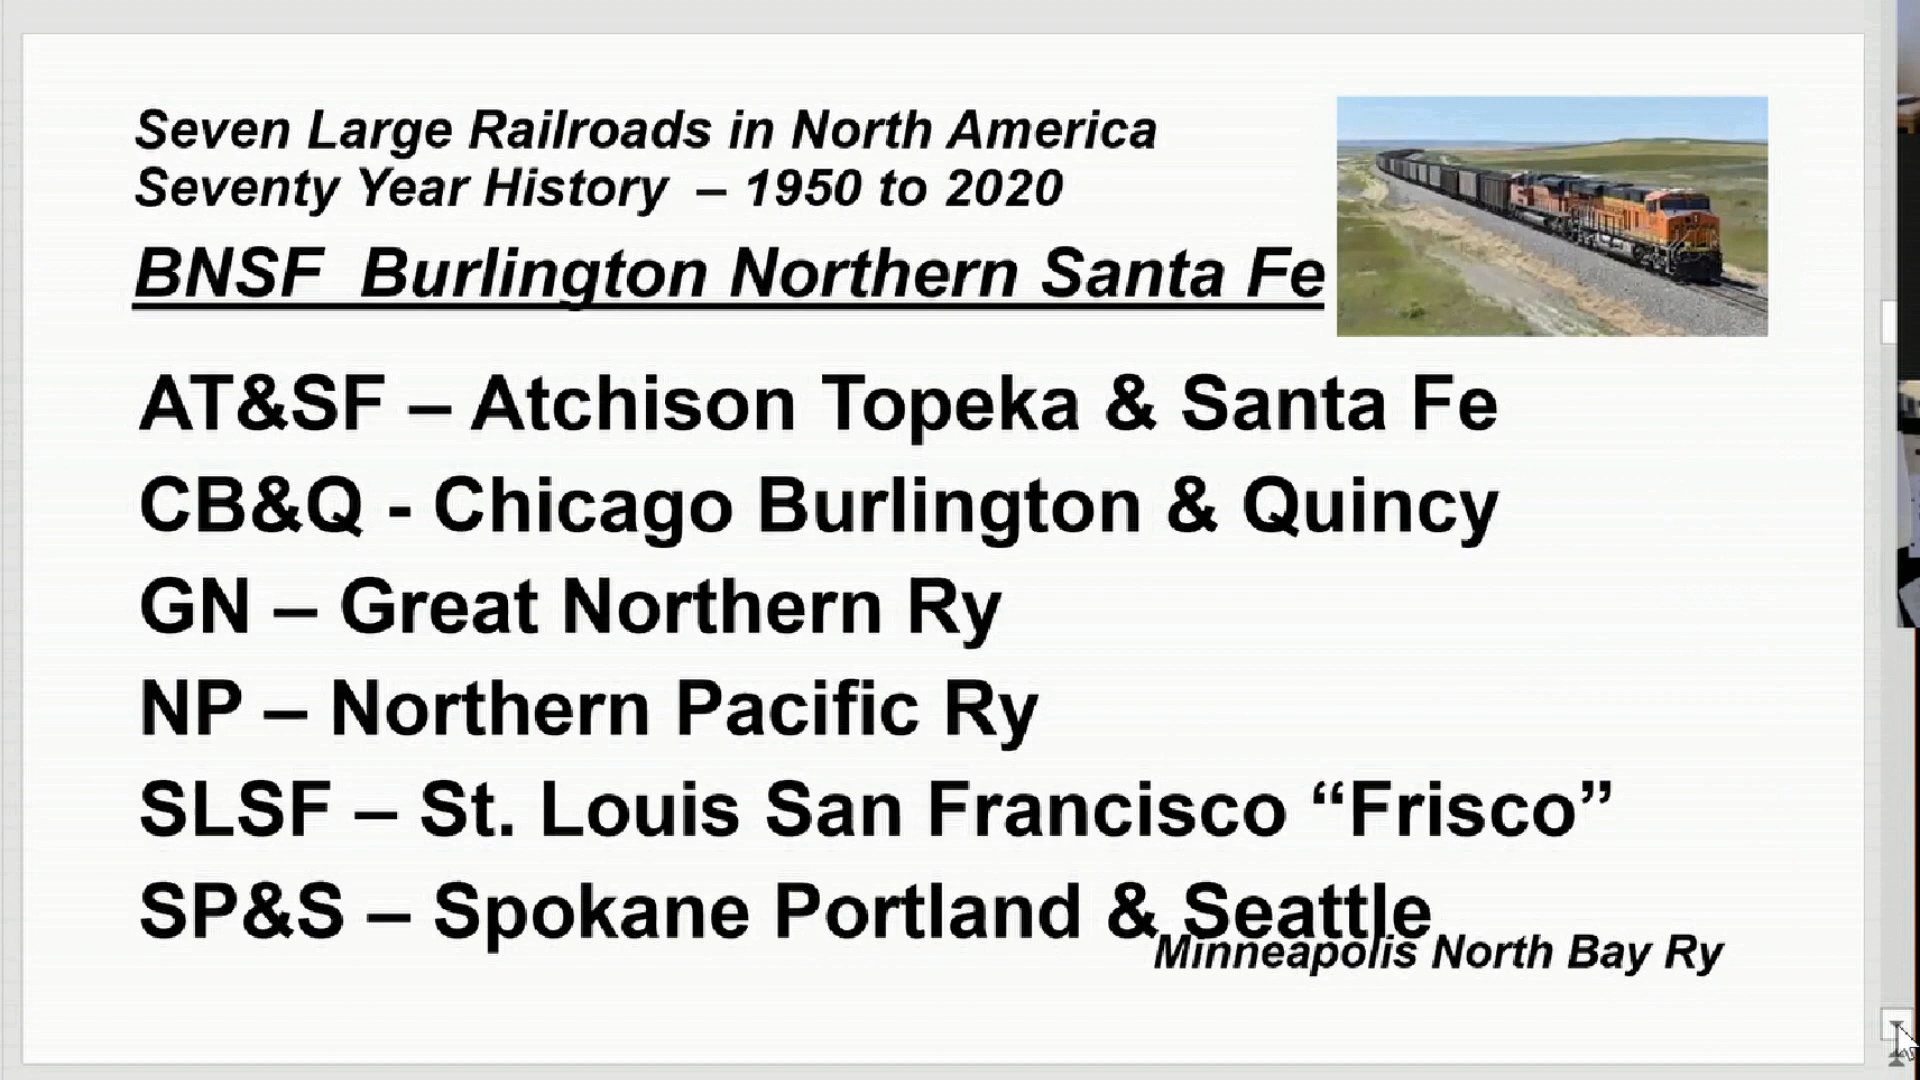 Seven Large Railroads in North America
Seventy Year History – 1950 to 2020
BNSF Burlington Northern Santa Fe
AT&SF – Atchison Topeka & Santa Fe
CB&Q - Chicago Burlington & Quincy
GN – Great Northern Ry
NP – Northern Pacific Ry
SLSF – St. Louis San Francisco “Frisco”
SP&S – Spokane Portland & Seattle
Minneapolis North Bay Ry